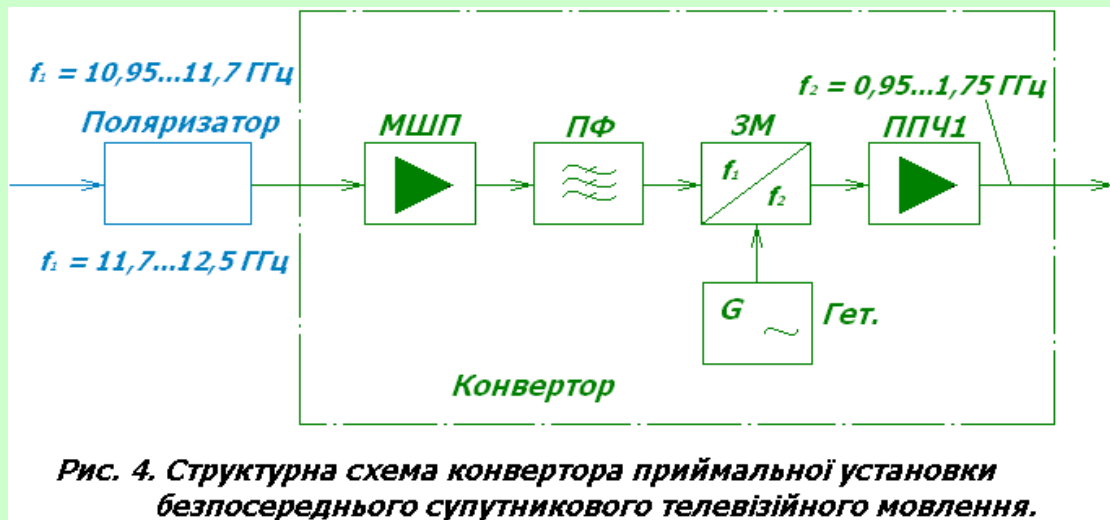 f₁ = 10,95...11,7 ГГц
Поляризатор
f₁ = 11,7...12,5 ГГц
МШП
ПФ
ЗМ
f₁
f₂
ППЧ1
f₂ = 0,95...1,75 ГГц
G ~
Гет.
Конвертор
Рис. 4. Структурна схема конвертора приймальної установки
безпосереднього супутникового телевізійного мовлення.